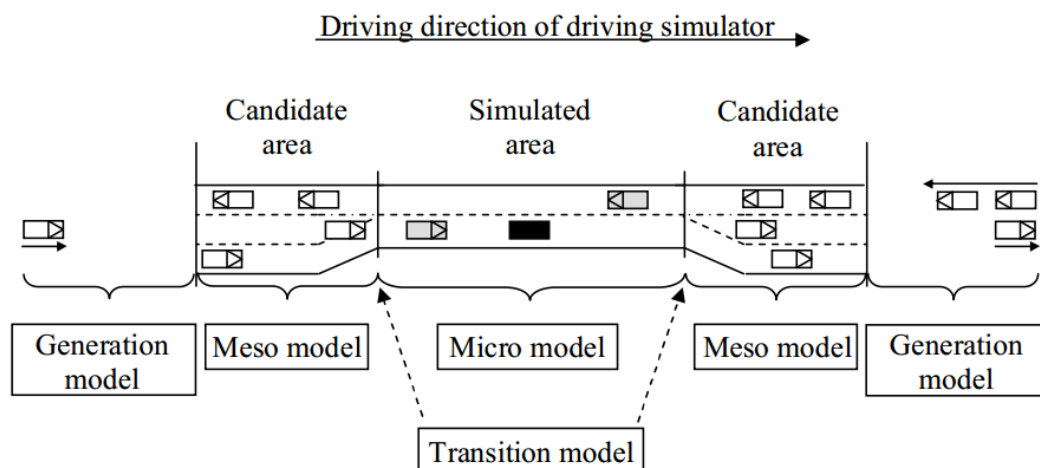 Driving direction of driving simulator
Candidate
area
Simulated
area
Candidate
area
Generation
model
Meso model
Micro model
Meso model
Generation
model
Transition model